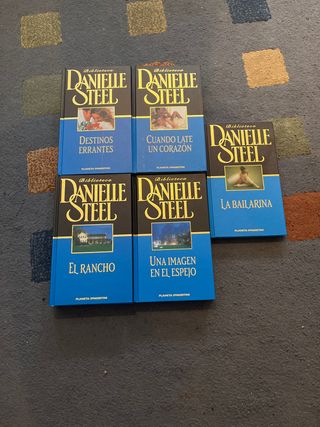 Biblioteca
DANIELLE
STEEL
DESTINOS
ERRANTES
PLANETA DEAGOSTINI
Biblioteca
DANIELLE
STEEL
CUANDO LATE
UN CORAZÓN
PLANETA DEAGOSTINI
Biblioteca
DANIELLE
STEEL
LA BAILARINA
PLANETA DEAGOSTINI
Biblioteca
DANIELLE
STEEL
EL RANCHO
PLANETA DEAGOSTINI
Biblioteca
DANIELLE
STEEL
UNA IMAGEN
EN EL ESPEJO
PLANETA DEAGOSTINI